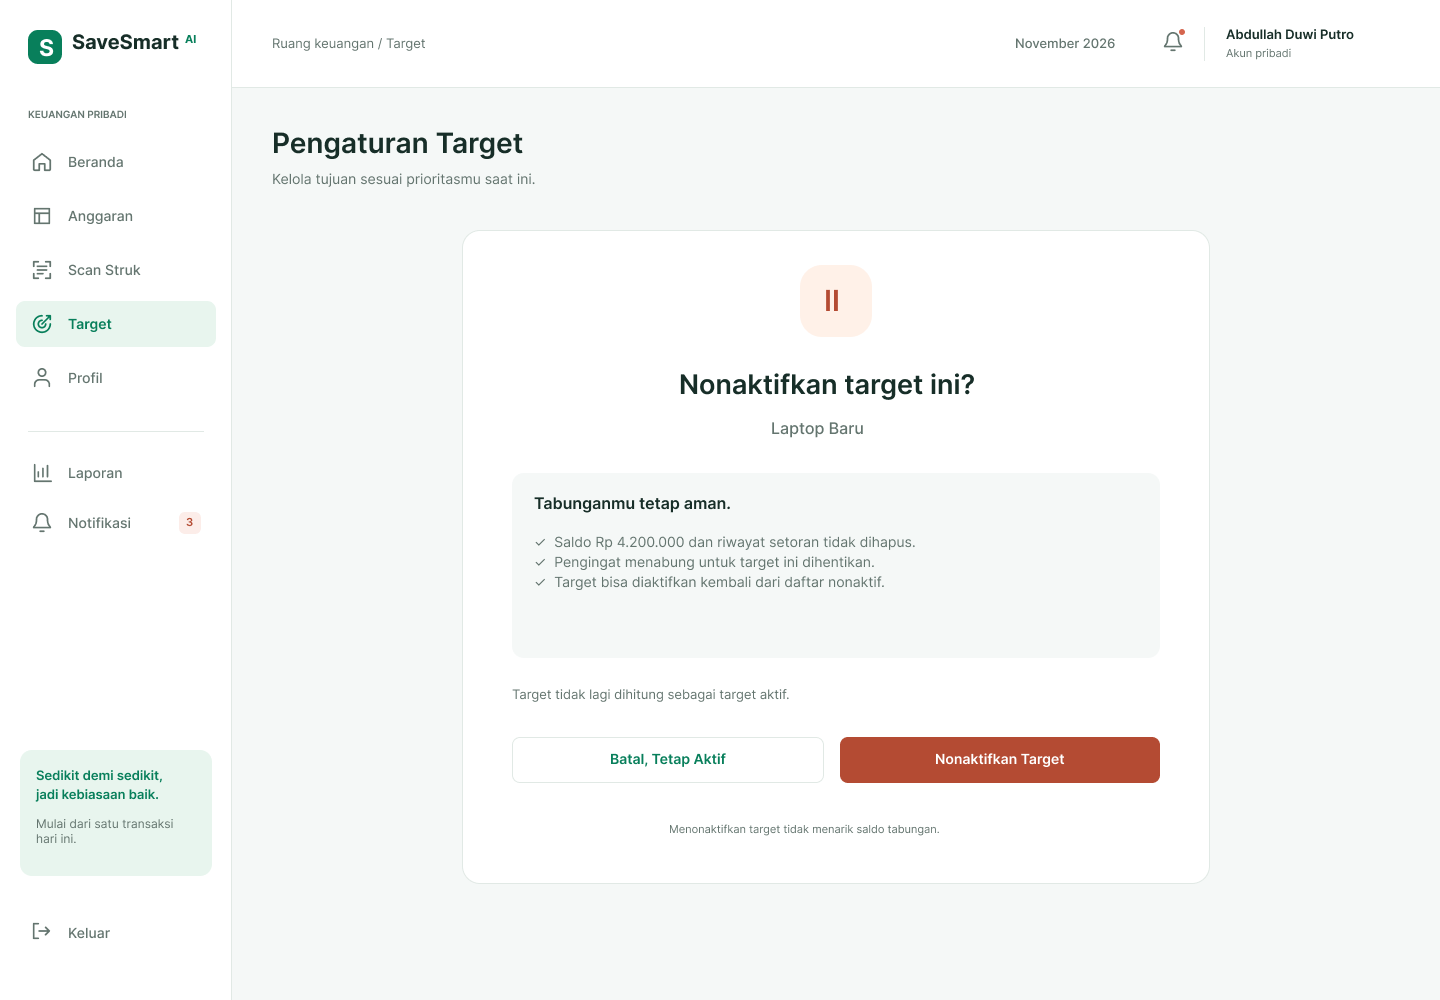 S SaveSmart AI
KEUANGAN PRIBADI
Beranda
Anggaran
Scan Struk
Target
Profil
Laporan
Notifikasi 3
Sedikit demi sedikit,
jadi kebiasaan baik.
Mulai dari satu transaksi
hari ini.
Keluar
Ruang keuangan / Target
November 2026
Abdullah Duwi Putro
Akun pribadi
Pengaturan Target
Kelola tujuan sesuai prioritasmu saat ini.
Nonaktifkan target ini?
Laptop Baru
Tabunganmu tetap aman.
✓ Saldo Rp 4.200.000 dan riwayat setoran tidak dihapus.
✓ Pengingat menabung untuk target ini dihentikan.
✓ Target bisa diaktifkan kembali dari daftar nonaktif.
Target tidak lagi dihitung sebagai target aktif.
Batal, Tetap Aktif
Nonaktifkan Target
Menonaktifkan target tidak menarik saldo tabungan.